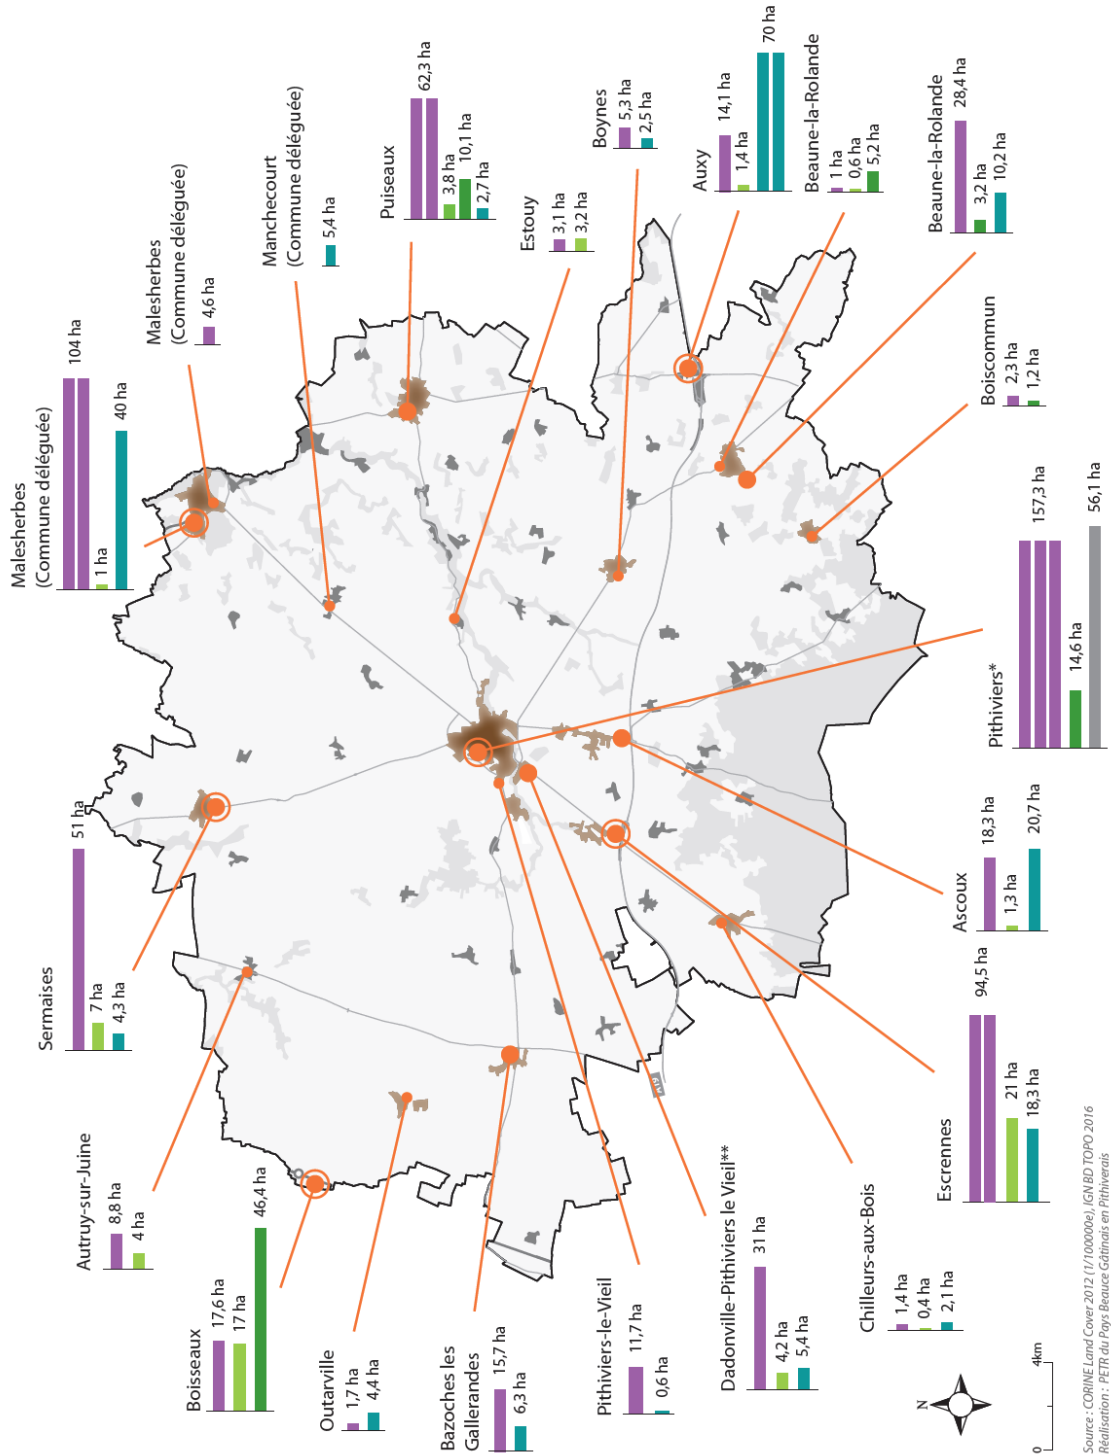 Malesherbes
(Commune déléguée)
104 ha
1 ha
40 ha
Malesherbes
(Commune déléguée)
4,6 ha
Manchecourt
(Commune déléguée)
5,4 ha
Puiseaux
62,3 ha
3,8 ha
10,1 ha
2,7 ha
Estouy
3,1 ha
3,2 ha
Boynes
5,3 ha
2,5 ha
Auxy
14,1 ha
1,4 ha
70 ha
Beaune-la-Rolande
1 ha
0,6 ha
5,2 ha
Beaune-la-Rolande
28,4 ha
3,2 ha
10,2 ha
Boiscommun
2,3 ha
1,2 ha
Pithiviers*
157,3 ha
14,6 ha
56,1 ha
Ascoux
18,3 ha
1,3 ha
20,7 ha
Escrennes
94,5 ha
21 ha
18,3 ha
Chilleurs-aux-Bois
1,4 ha
0,4 ha
2,1 ha
Dadonville-Pithiviers le Vieil**
31 ha
4,2 ha
5,4 ha
Pithiviers-le-Vieil
11,7 ha
0,6 ha
Bazoches les
Gallerandes
15,7 ha
6,3 ha
Outarville
1,7 ha
4,4 ha
Boisseaux
17,6 ha
17 ha
46,4 ha
Autruy-sur-Juine
8,8 ha
4 ha
Sermaises
51 ha
7 ha
4,3 ha
N
0
4km
Source : CORINE Land Cover 2012 (1/100000e), IGN BD TOPO 2016
Réalisation : PETR du Pays Beauce Gâtinais en Pithiverais